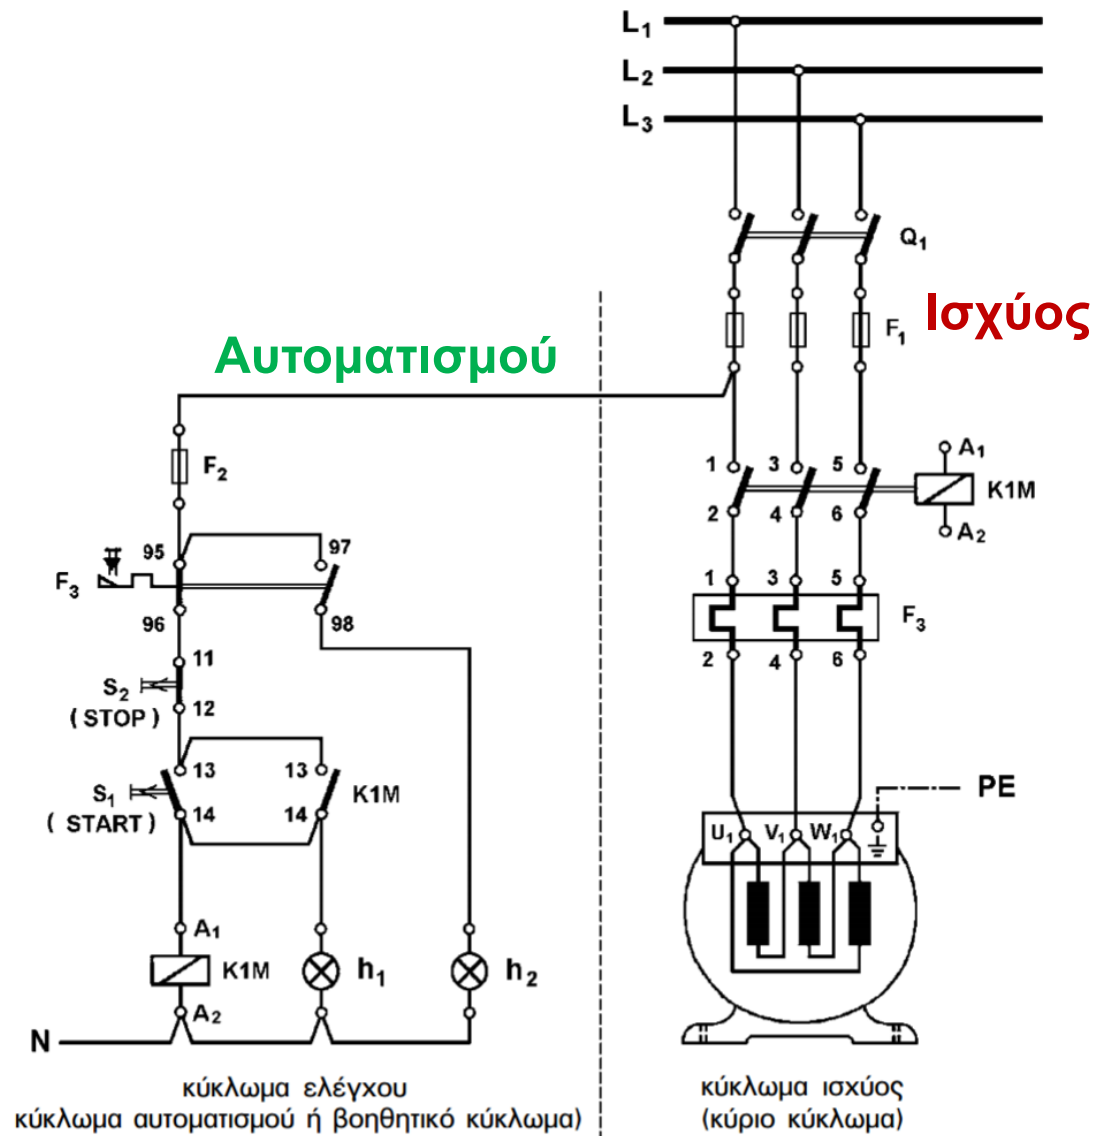 L1
L2
L3
Q1
Ισχύος
F1
Αυτοματισμού
F2
1 3 5 A1
K1M
2 4 6 A2
95 97
F3
96 98
1 3 5
F3
2 4 6
11
S2
(STOP) 12
13 13
S1 K1M
(START) 14 14
PE
U1 V1 W1
A1
K1M h1 h2
A2
N
κύκλωμα ελέγχου
κύκλωμα αυτοματισμού ή βοηθητικό κύκλωμα)
κύκλωμα ισχύος
(κύριο κύκλωμα)